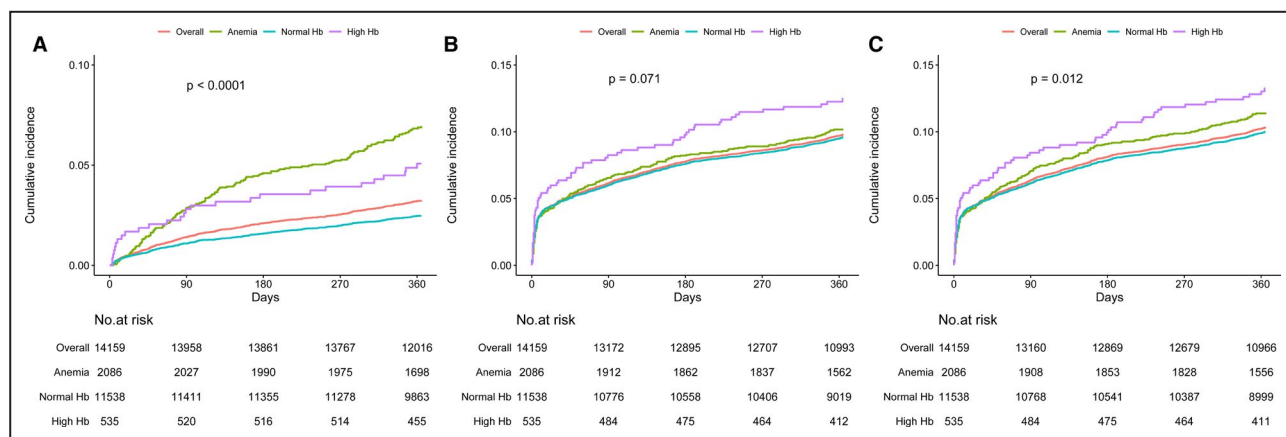 A
Overall Anemia Normal Hb High Hb
Cumulative incidence
0.10
0.05
0.00
p < 0.0001
0 90 180 270 360
Days
No.at risk
Overall 14159 13958 13861 13767 12016
Anemia 2086 2027 1990 1975 1698
Normal Hb 11538 11411 11355 11278 9863
High Hb 535 520 516 514 455
B
Overall Anemia Normal Hb High Hb
Cumulative incidence
0.15
0.10
0.05
0.00
p = 0.071
0 90 180 270 360
Days
No.at risk
Overall 14159 13172 12895 12707 10993
Anemia 2086 1912 1862 1837 1562
Normal Hb 11538 10776 10558 10406 9019
High Hb 535 484 475 464 412
C
Overall Anemia Normal Hb High Hb
Cumulative incidence
0.15
0.10
0.05
0.00
p = 0.012
0 90 180 270 360
Days
No.at risk
Overall 14159 13160 12869 12679 10966
Anemia 2086 1908 1853 1828 1556
Normal Hb 11538 10768 10541 10387 8999
High Hb 535 484 475 464 411